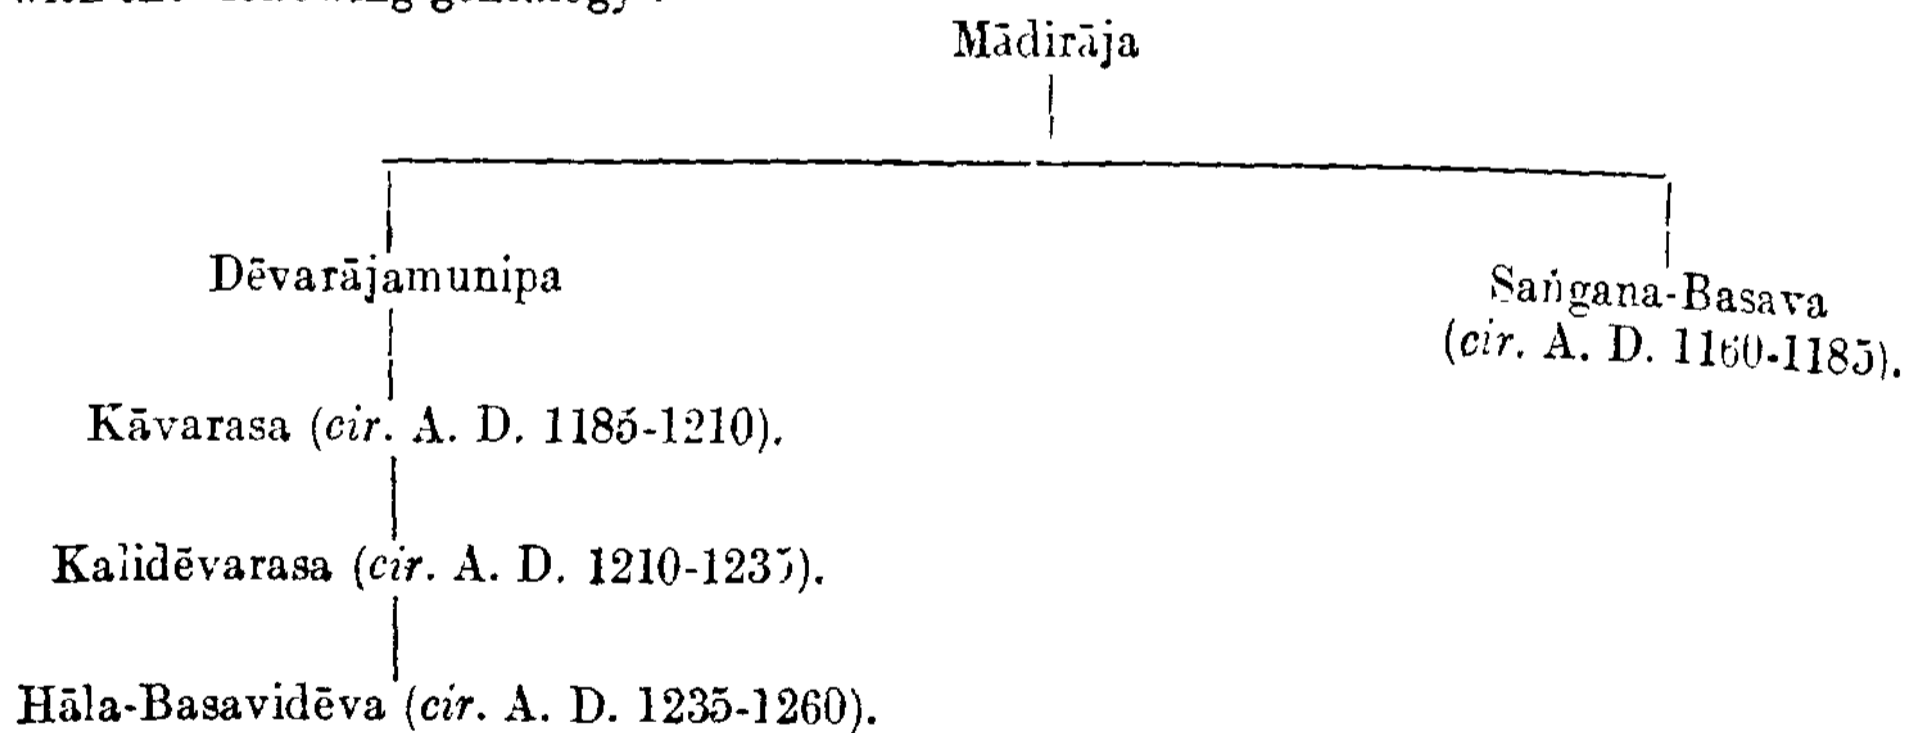 Mādirāja
Dēvarājamunipa
Saṅgana-Basava
(cir. A. D. 1160-1185).
Kāvarasa (cir. A. D. 1185-1210).
Kalidēvarasa (cir. A. D. 1210-1235).
Hāla-Basavidēva (cir. A. D. 1235-1260).